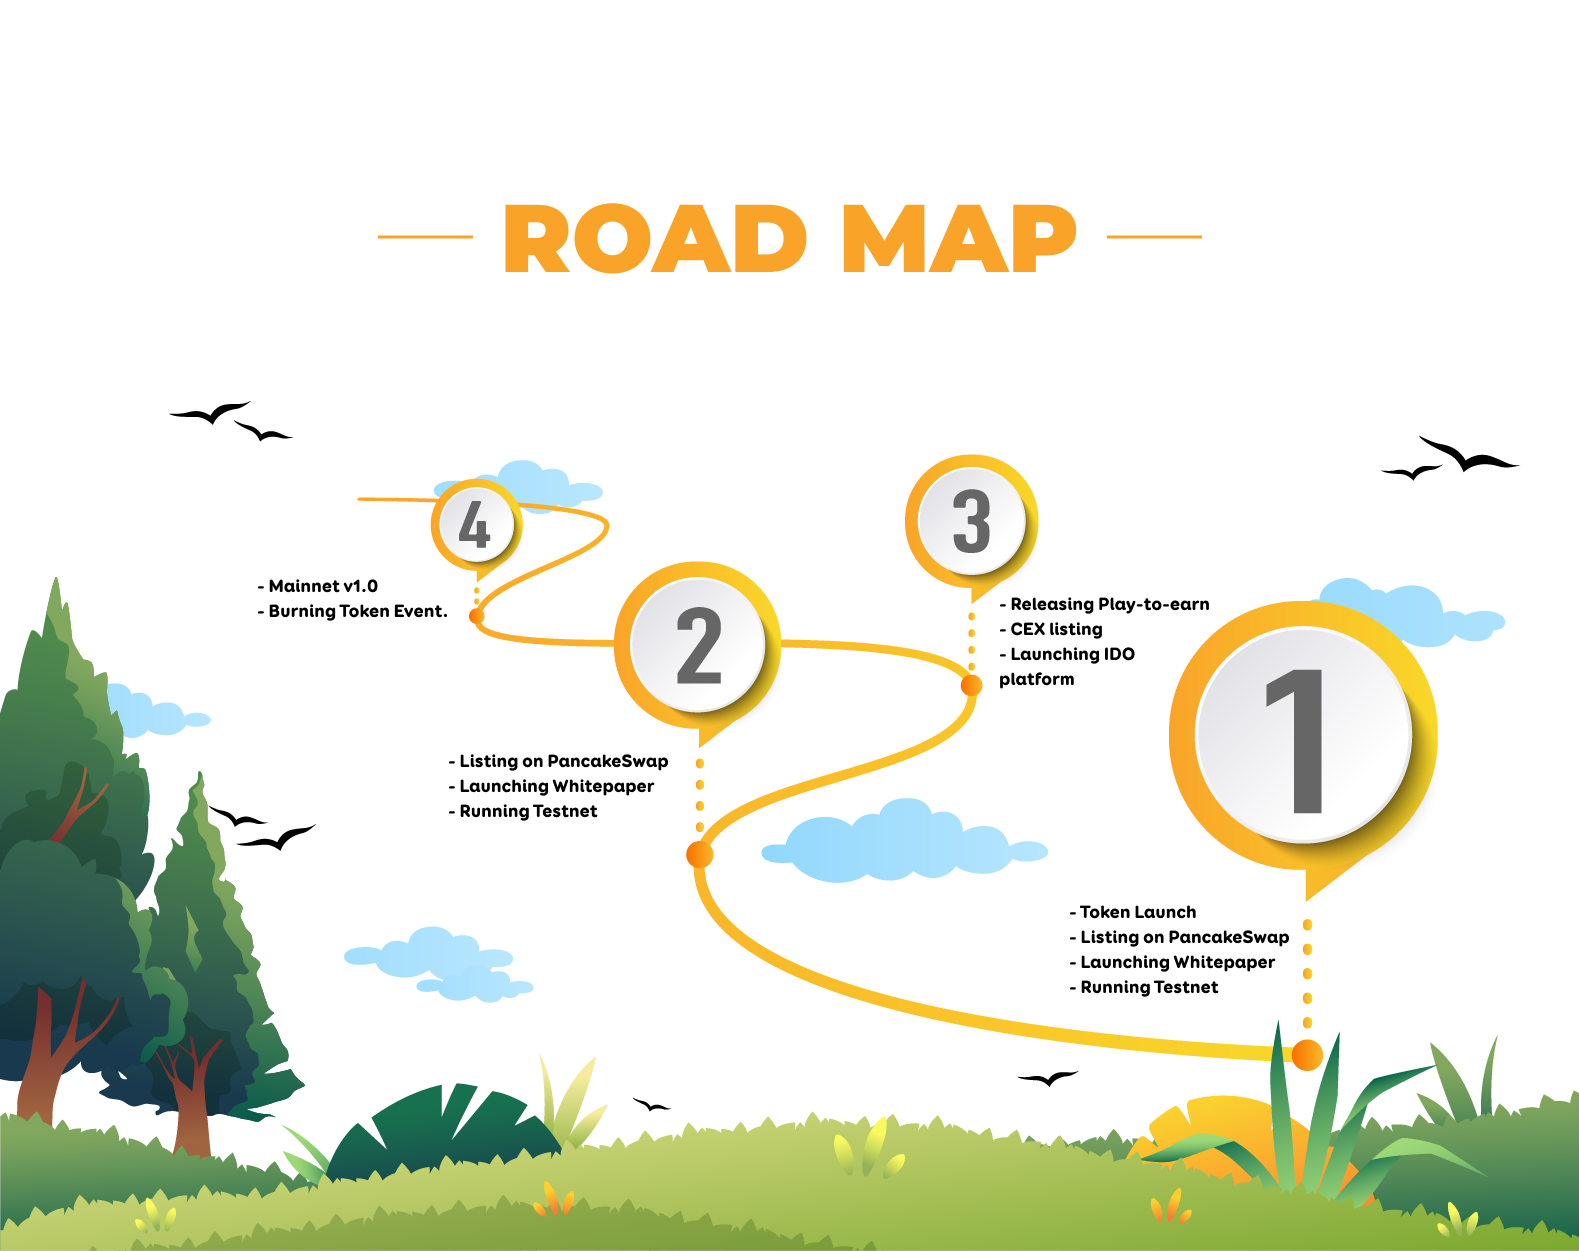 ROAD MAP
4
- Mainnet v1.0
- Burning Token Event.
3
- Releasing Play-to-earn
- CEX listing
- Launching IDO
platform
2
- Listing on PancakeSwap
- Launching Whitepaper
- Running Testnet
1
- Token Launch
- Listing on PancakeSwap
- Launching Whitepaper
- Running Testnet